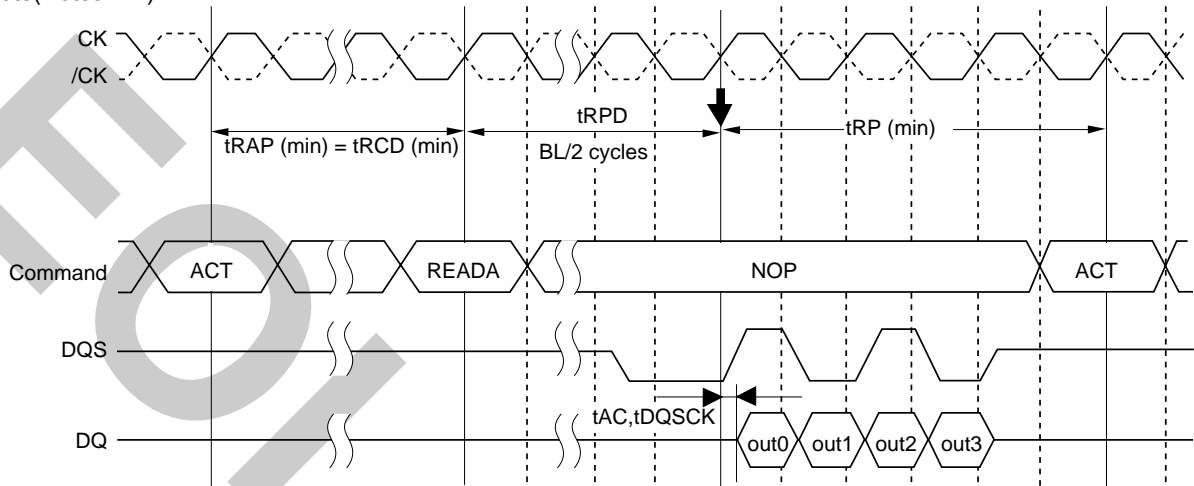 CK
/CK
tRPD
tRAP (min) = tRCD (min)
BL/2 cycles
tRP (min)
Command
ACT
READA
NOP
ACT
DQS
tAC,tDQSCK
DQ
out0
out1
out2
out3